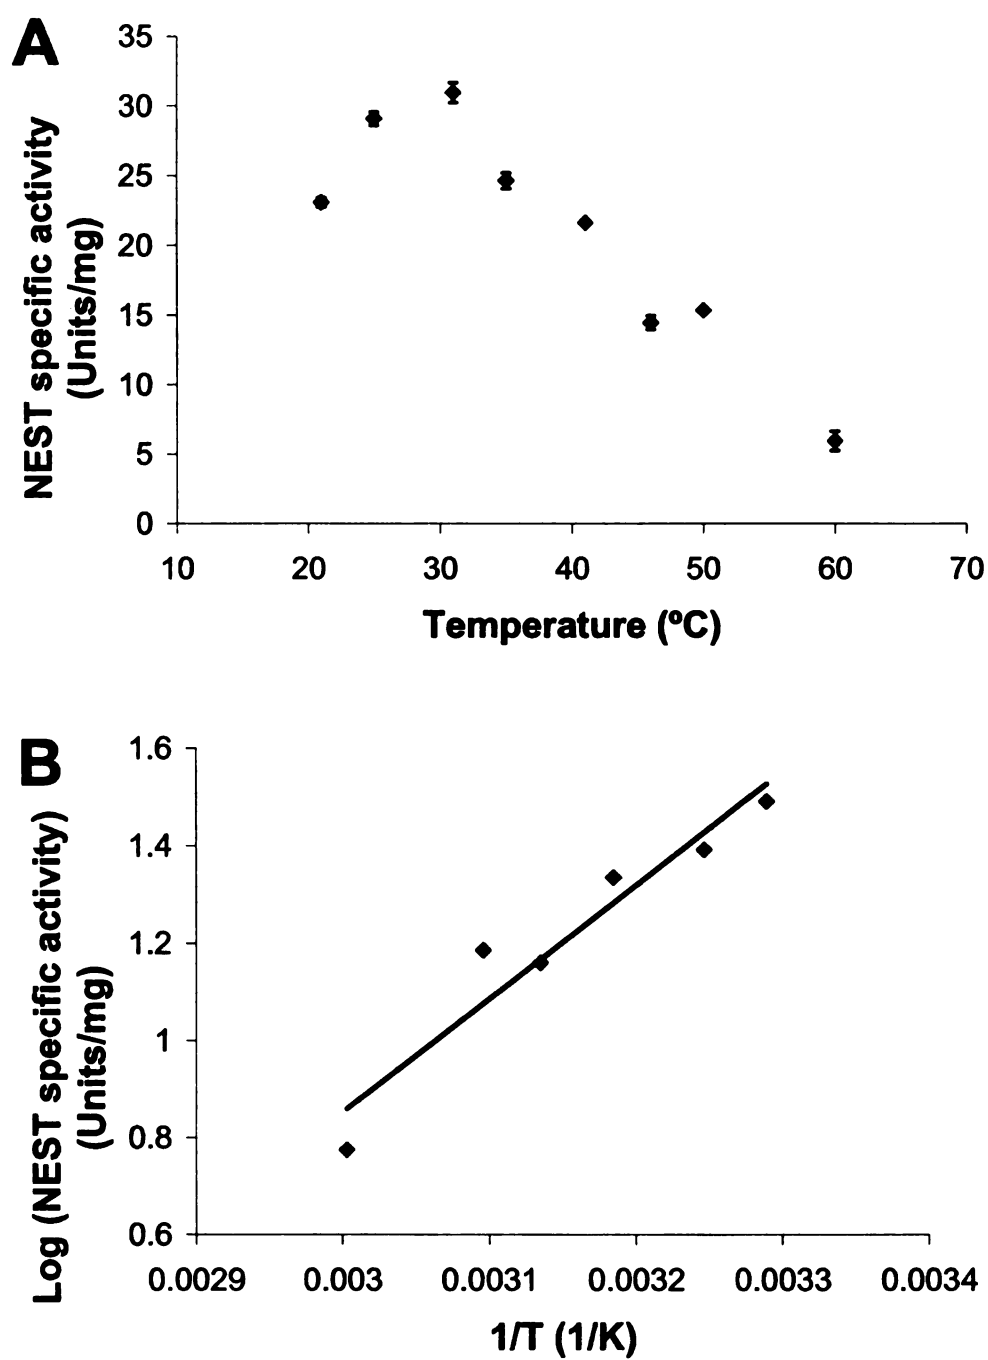 A
35
30
25
20
15
10
5
0
NEST specific activity
(Units/mg)
10 20 30 40 50 60 70
Temperature (ºC)
B
1.6
1.4
1.2
1
0.8
0.6
Log (NEST specific activity)
(Units/mg)
0.0029 0.003 0.0031 0.0032 0.0033 0.0034
1/T (1/K)